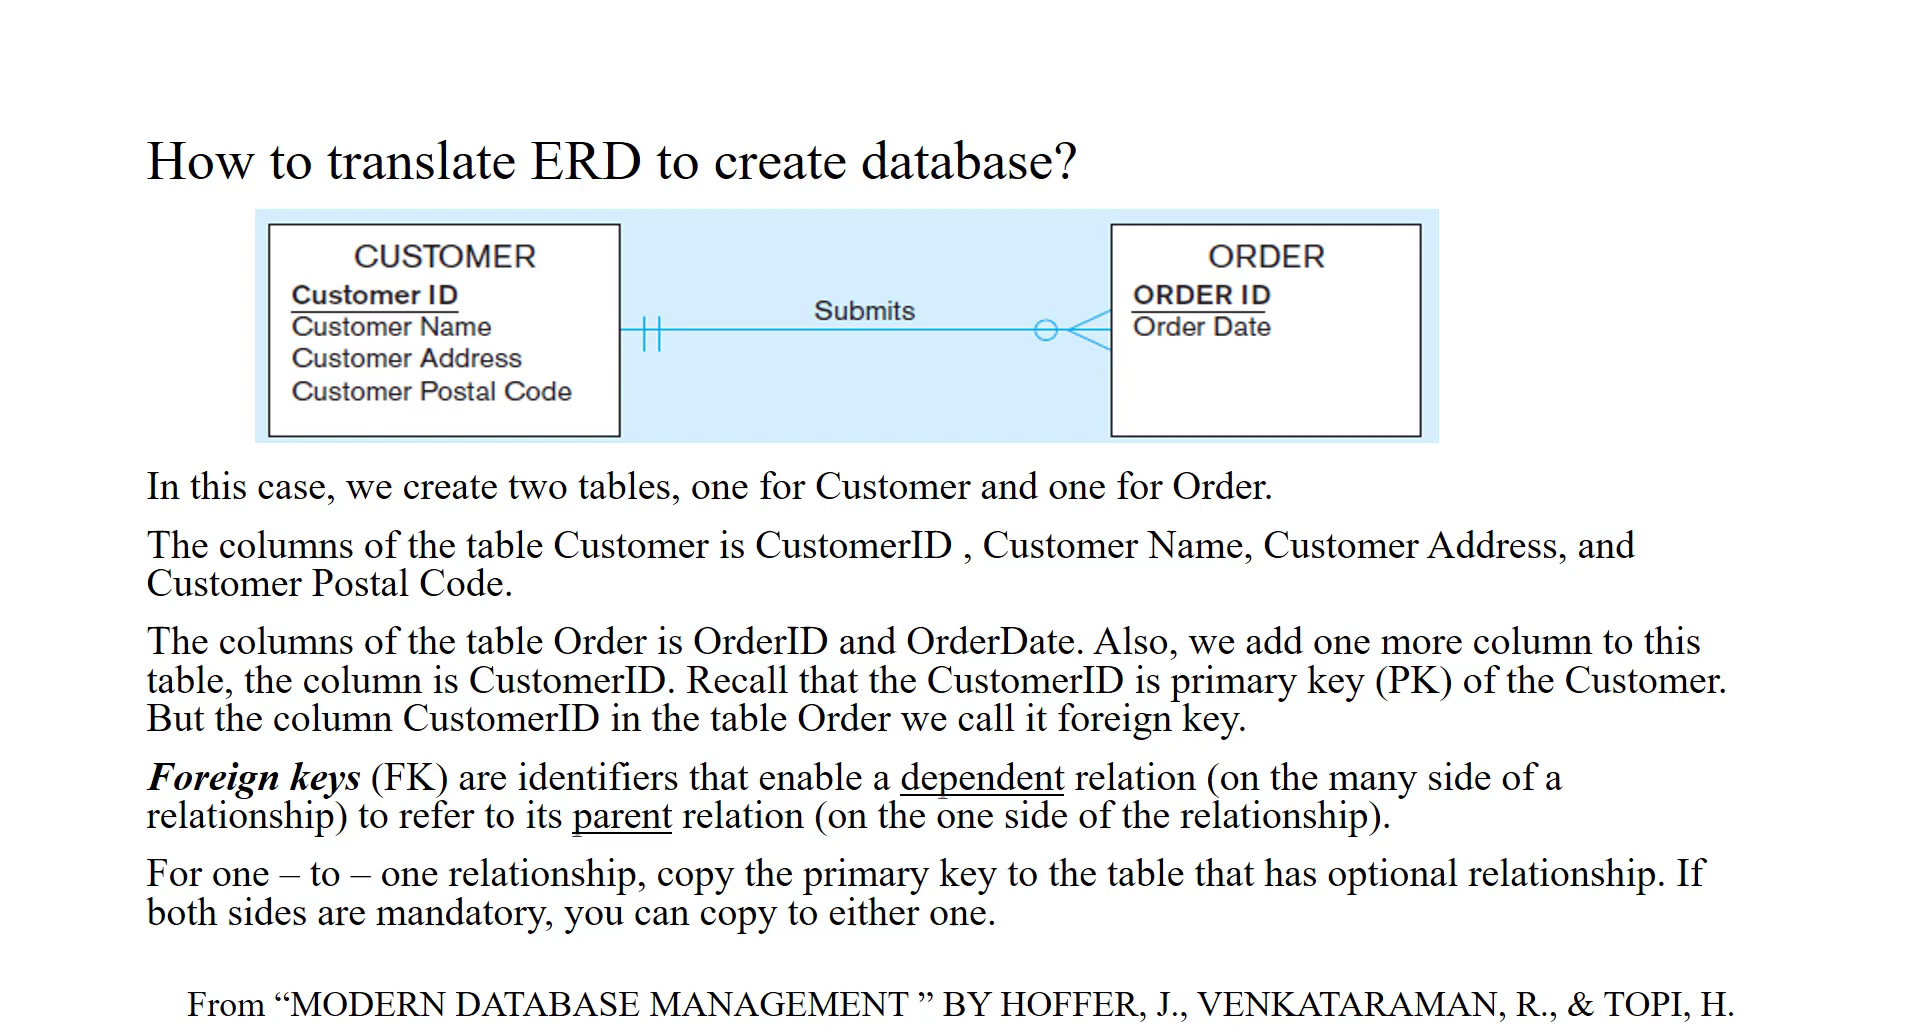 How to translate ERD to create database?
CUSTOMER
Customer ID
Customer Name
Customer Address
Customer Postal Code
Submits
ORDER
ORDER ID
Order Date
In this case, we create two tables, one for Customer and one for Order.
The columns of the table Customer is CustomerID , Customer Name, Customer Address, and
Customer Postal Code.
The columns of the table Order is OrderID and OrderDate. Also, we add one more column to this
table, the column is CustomerID. Recall that the CustomerID is primary key (PK) of the Customer.
But the column CustomerID in the table Order we call it foreign key.
Foreign keys (FK) are identifiers that enable a dependent relation (on the many side of a
relationship) to refer to its parent relation (on the one side of the relationship).
For one – to – one relationship, copy the primary key to the table that has optional relationship. If
both sides are mandatory, you can copy to either one.
From “MODERN DATABASE MANAGEMENT ” BY HOFFER, J., VENKATARAMAN, R., & TOPI, H.